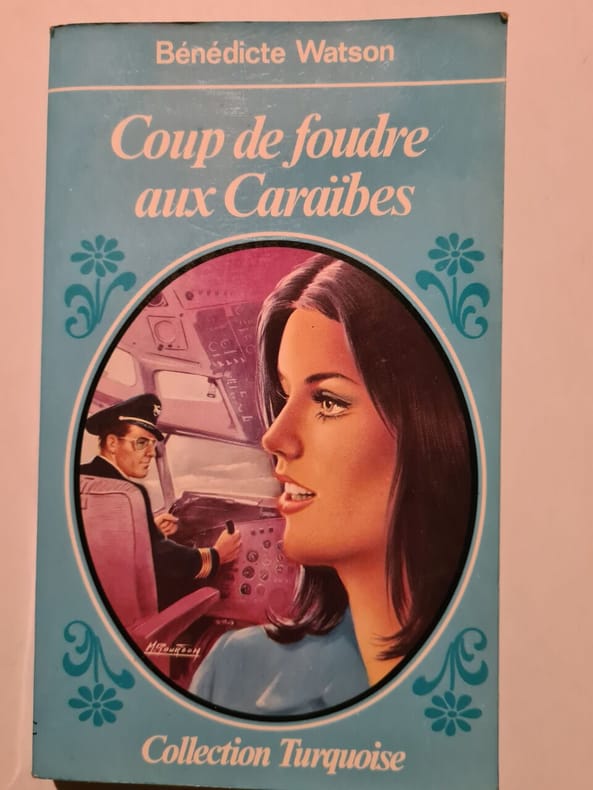 Bénédicte Watson
Coup de foudre
aux Caraïbes
Collection Turquoise